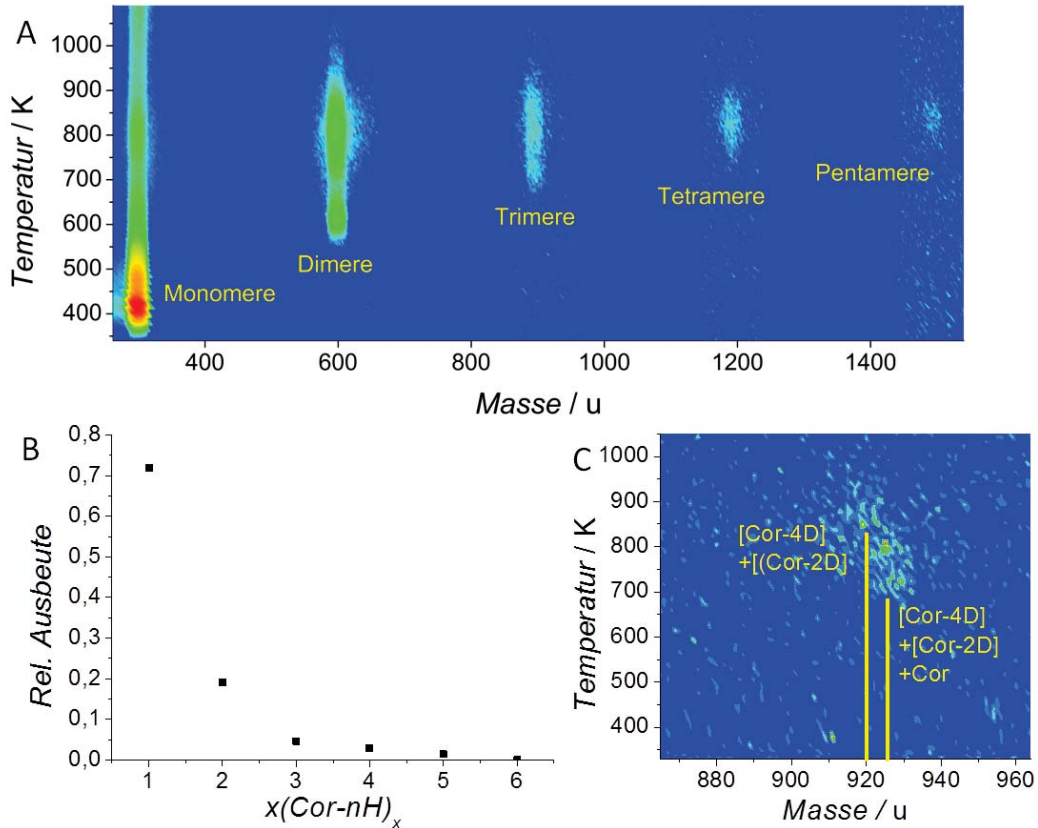 A
Temperatur / K
1000
900
800
700
600
500
400
Monomere
Dimere
Trimere
Tetramere
Pentamere
400
600
800
1000
1200
1400
Masse / u
B
Rel. Ausbeute
0,8
0,7
0,6
0,5
0,4
0,3
0,2
0,1
0,0
1
2
3
4
5
6
x(Cor-nH)x
C
Temperatur / K
1000
900
800
700
600
500
400
[Cor-4D]
+[(Cor-2D]
[Cor-4D]
+[Cor-2D]
+Cor
880
900
920
940
960
Masse / u